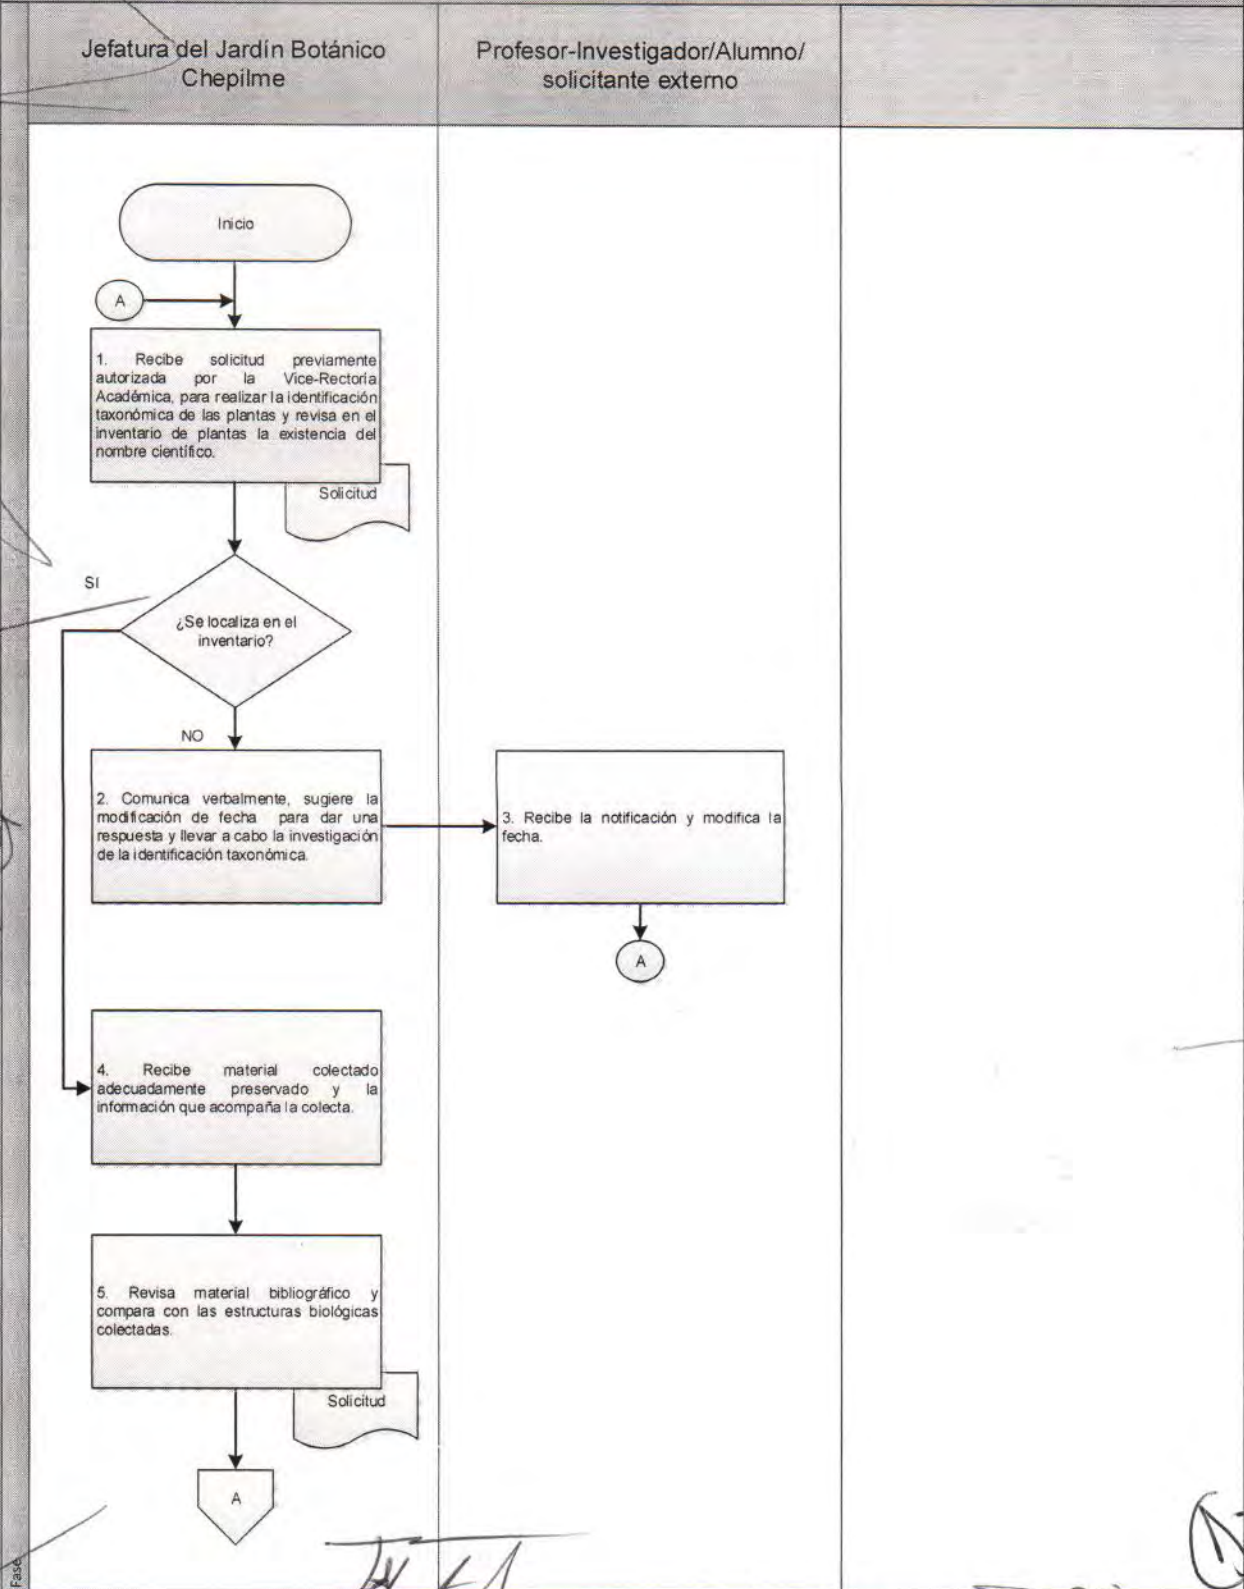 Jefatura del Jardín Botánico
Chepilme
Profesor-Investigador/Alumno/
solicitante externo
Inicio
A
1. Recibe solicitud previamente
autorizada por la Vice-Rectoría
Académica, para realizar la identificación
taxonómica de las plantas y revisa en el
inventario de plantas la existencia del
nombre científico.
Solicitud
SI
¿Se localiza en el
inventario?
NO
2. Comunica verbalmente, sugiere la
modificación de fecha para dar una
respuesta y llevar a cabo la investigación
de la identificación taxonómica.
3. Recibe la notificación y modifica la
fecha.
A
4. Recibe material colectado
adecuadamente preservado y la
información que acompaña la colecta.
5. Revisa material bibliográfico y
compara con las estructuras biológicas
colectadas.
Solicitud
A
Fase